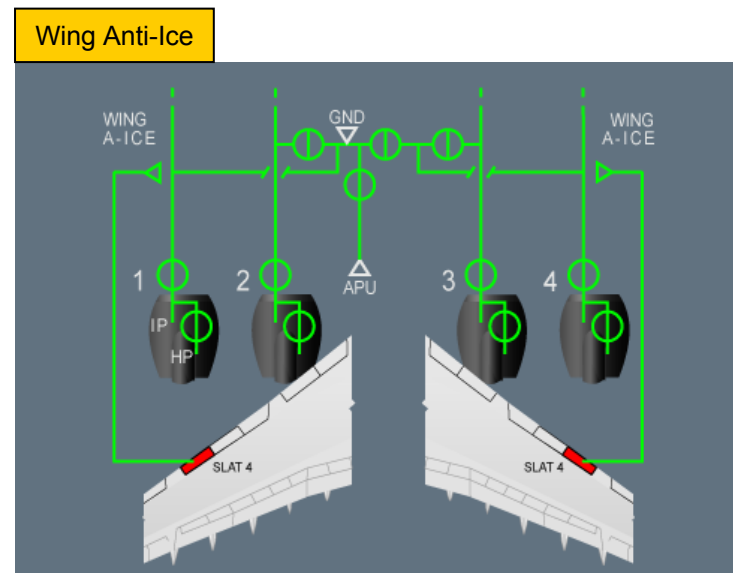 Wing Anti-Ice
WING
A-ICE
GND
WING
A-ICE
1
2
APU
3
4
IP
HP
SLAT 4
SLAT 4